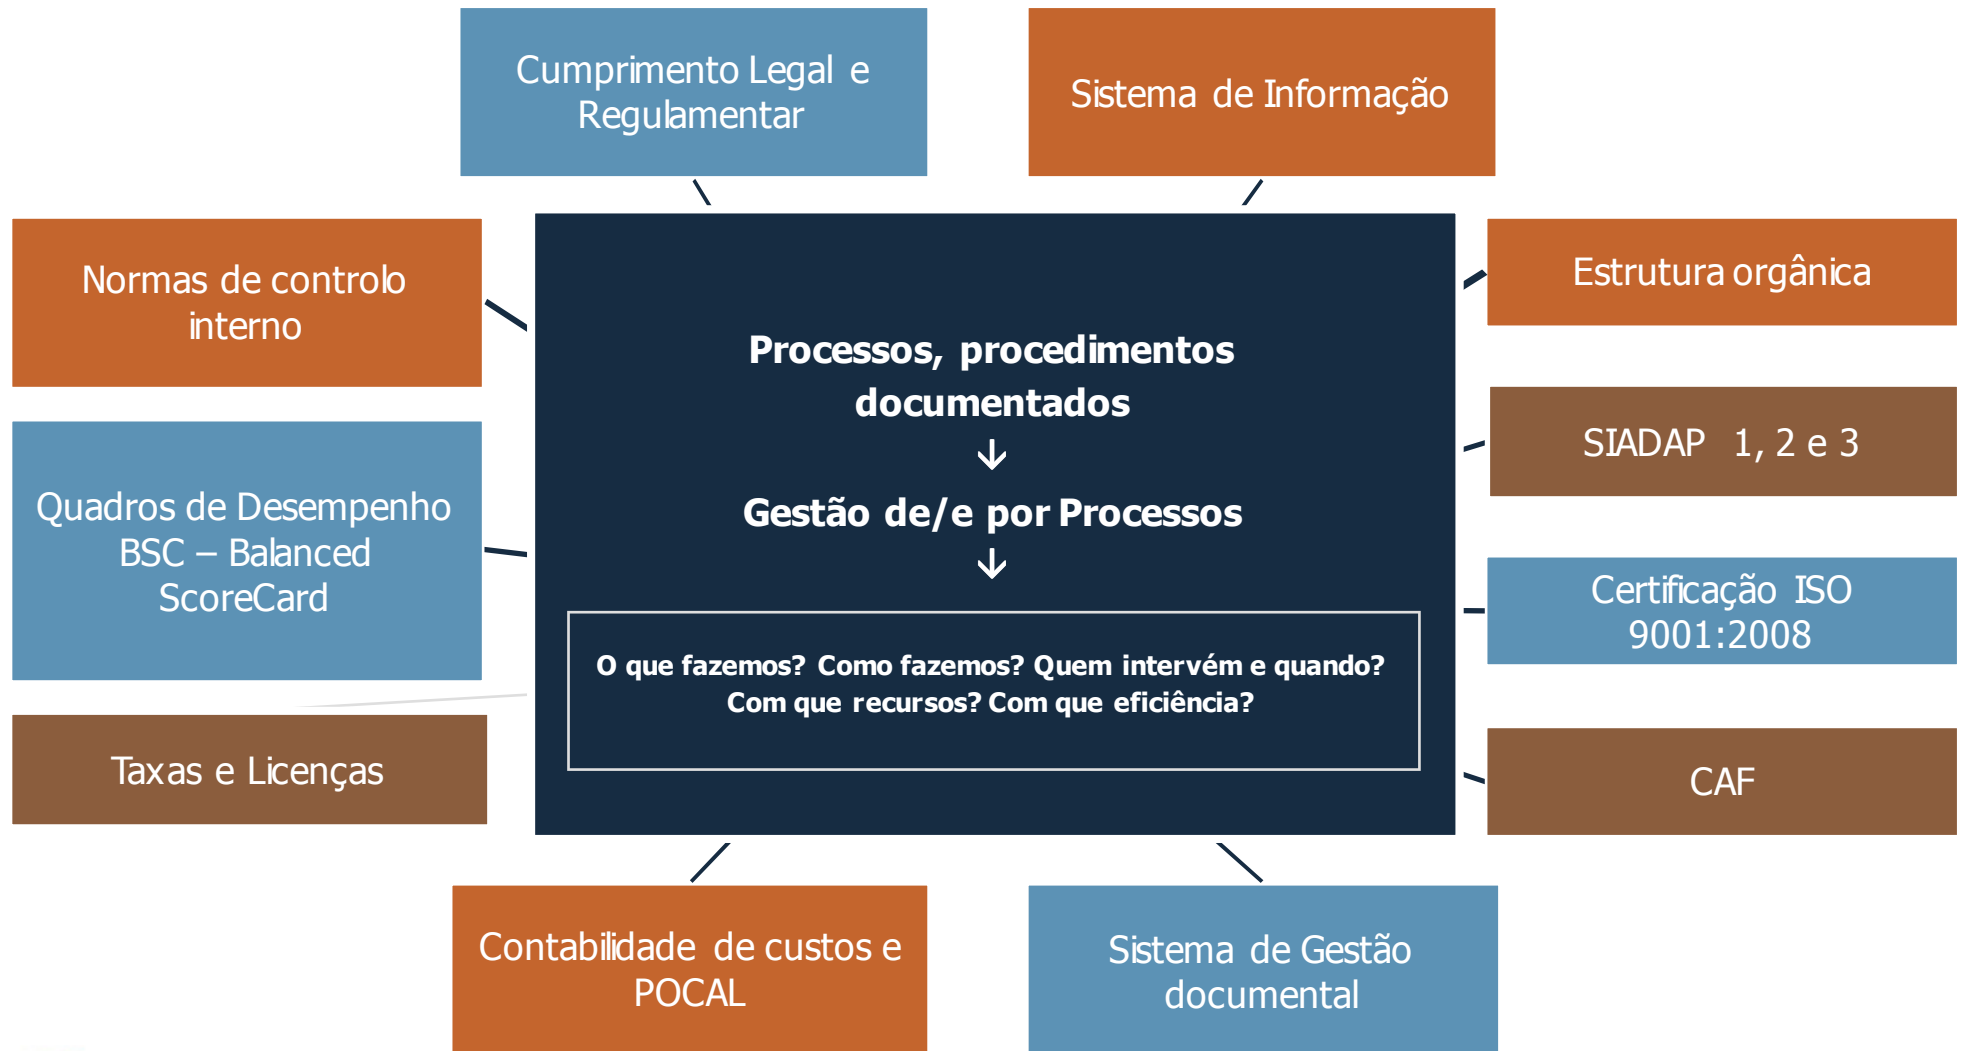 Cumprimento Legal e
Regulamentar
Sistema de Informação
Normas de controlo
interno
Estrutura orgânica
Processos, procedimentos
documentados
↓
Gestão de/e por Processos
↓
O que fazemos? Como fazemos? Quem intervém e quando?
Com que recursos? Com que eficiência?
SIADAP 1, 2 e 3
Quadros de Desempenho
BSC – Balanced
ScoreCard
Certificação ISO
9001:2008
Taxas e Licenças
CAF
Contabilidade de custos e
POCAL
Sistema de Gestão
documental